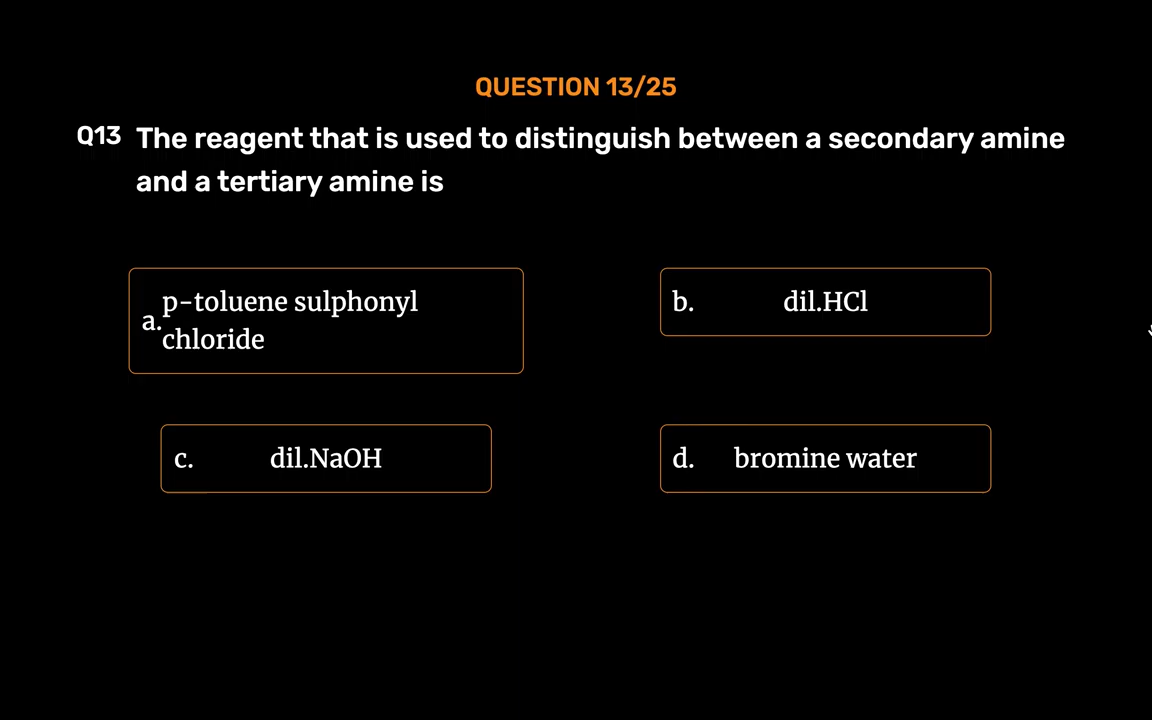 QUESTION 13/25
Q13 The reagent that is used to distinguish between a secondary amine
and a tertiary amine is
a. p-toluene sulphonyl
chloride
b. dil.HCl
c. dil.NaOH
d. bromine water